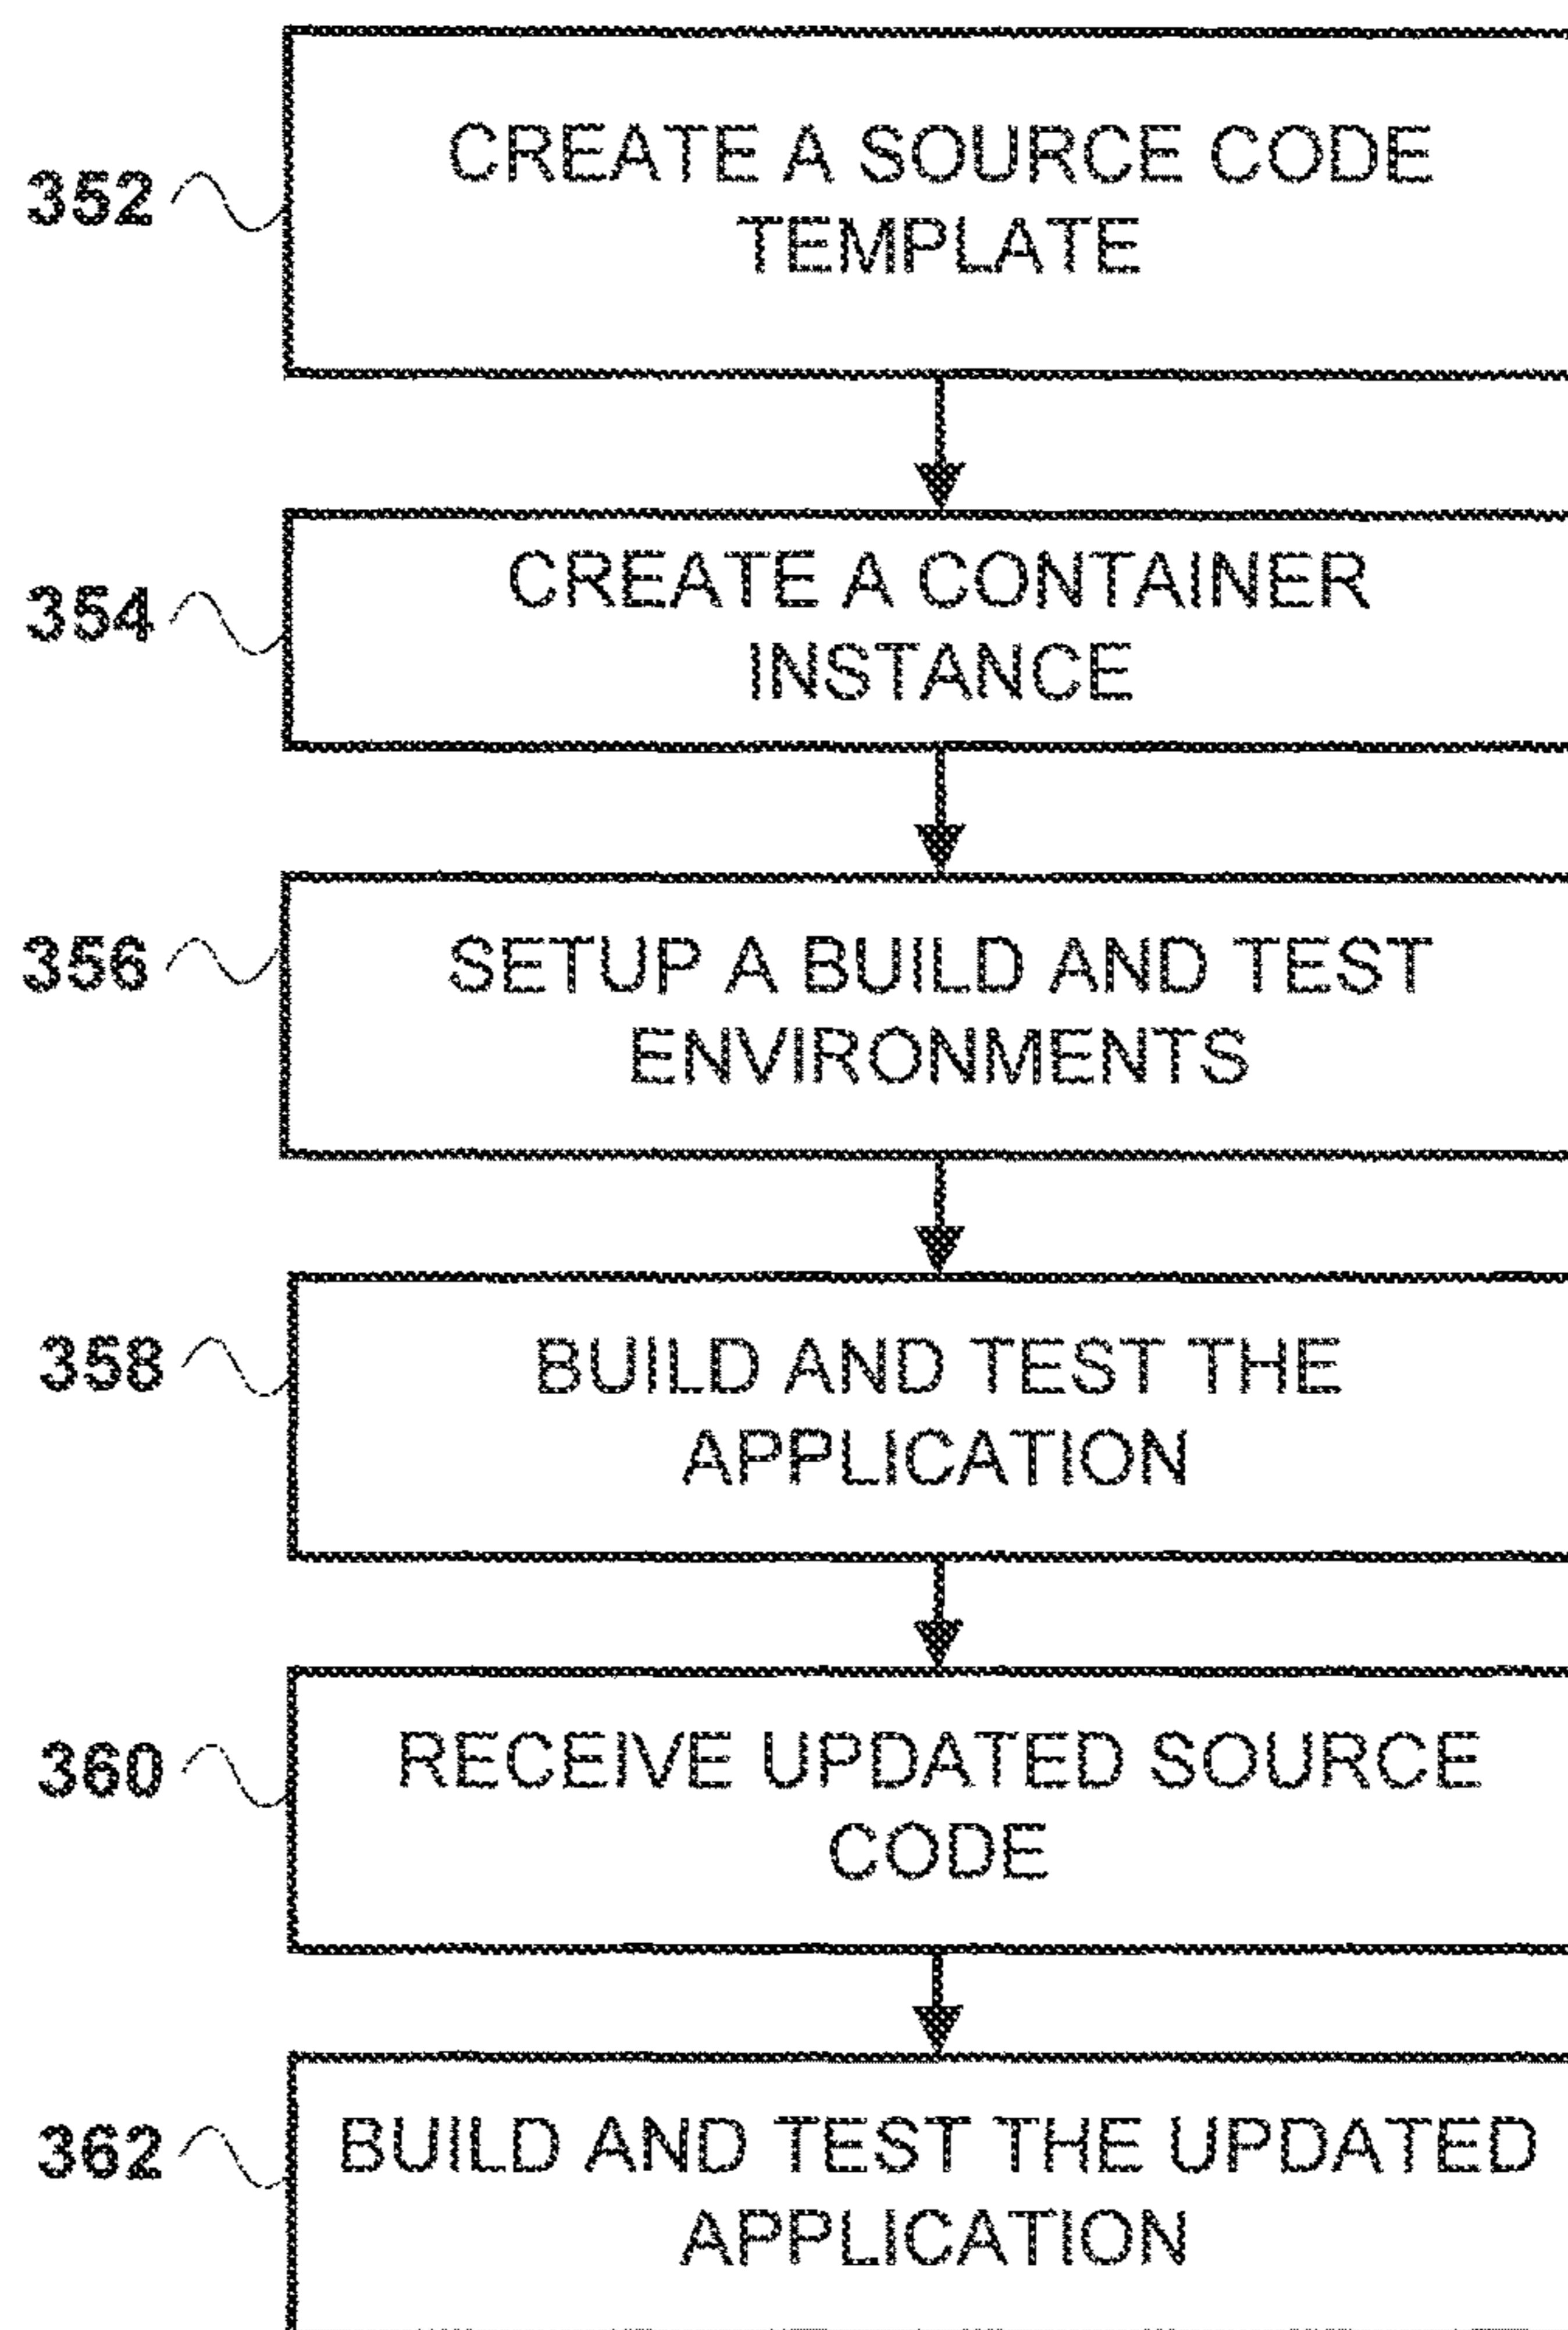 CREATE A SOURCE CODE
TEMPLATE
352
CREATE A CONTAINER
INSTANCE
354
SETUP A BUILD AND TEST
ENVIRONMENTS
356
BUILD AND TEST THE
APPLICATION
358
RECEIVE UPDATED SOURCE
CODE
360
BUILD AND TEST THE UPDATED
APPLICATION
362